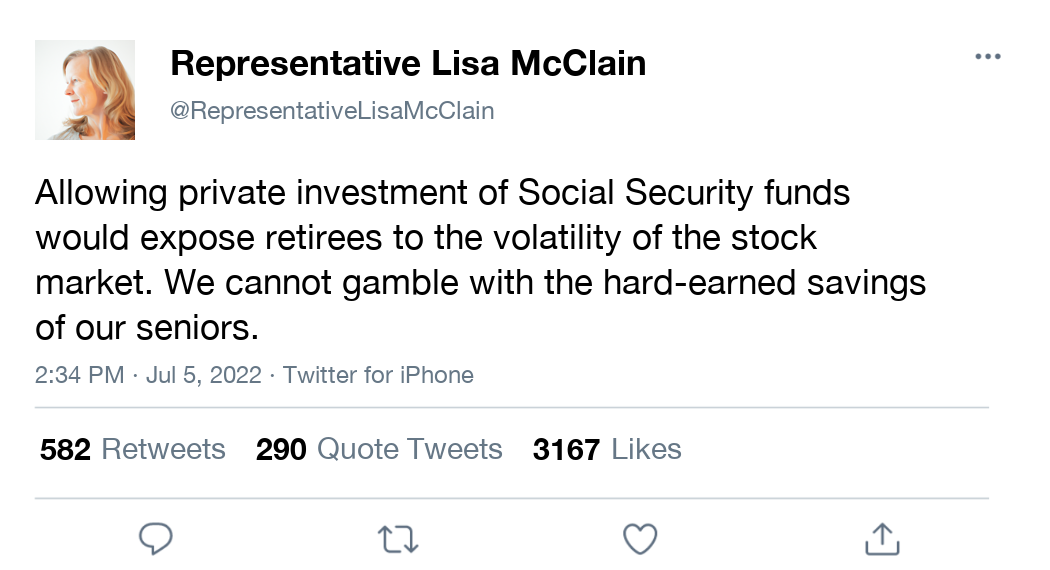 Representative Lisa McClain
@RepresentativeLisaMcClain
Allowing private investment of Social Security funds
would expose retirees to the volatility of the stock
market. We cannot gamble with the hard-earned savings
of our seniors.
2:34 PM · Jul 5, 2022 · Twitter for iPhone
582 Retweets 290 Quote Tweets 3167 Likes